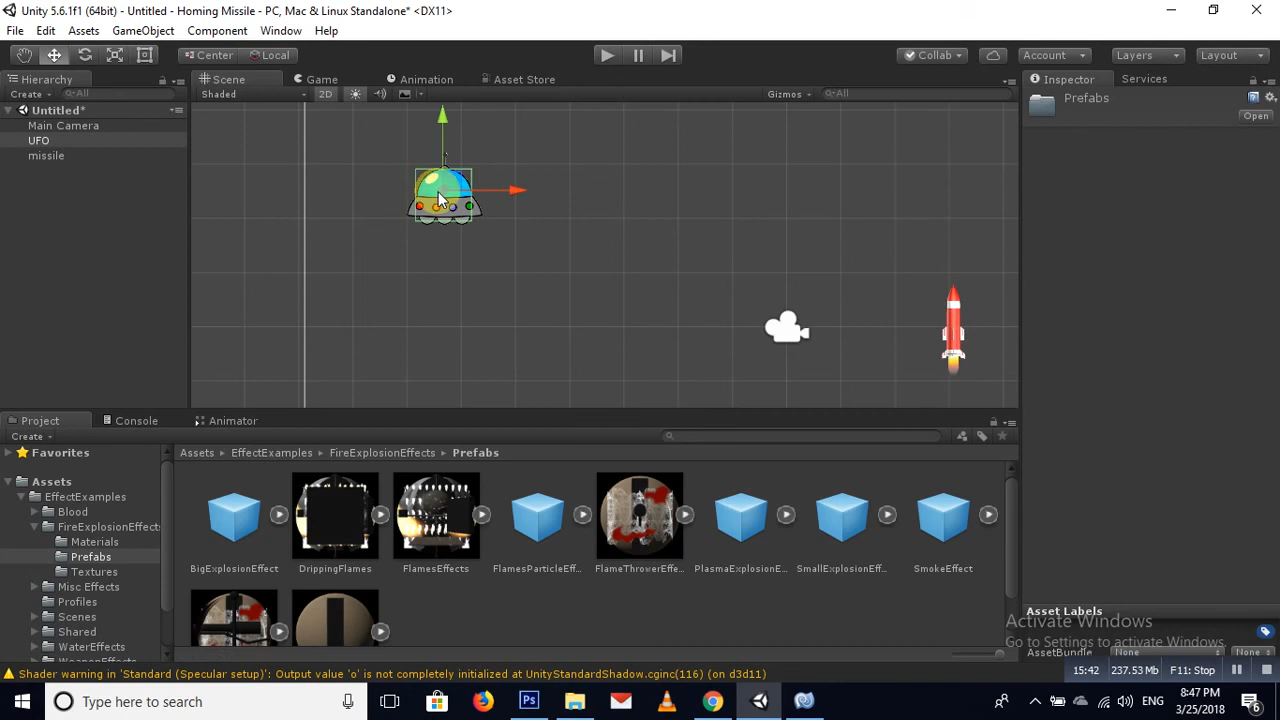 Unity 5.6.1f1 (64bit) - Untitled - Homing Missile - PC, Mac & Linux Standalone* <DX11>
File Edit Assets GameObject Component Window Help
Center Local Collab Account Layers Layout
Hierarchy Scene Game Animation Asset Store Inspector Services
Create All Shaded 2D Gizmos All Prefabs
Open
Untitled*
Main Camera
UFO
missile
Project Console Animator
Create
Favorites Assets EffectExamples FireExplosionEffects Prefabs
Assets
EffectExamples
Blood
FireExplosionEffects
Materials
Prefabs
Textures
Misc Effects
Profiles
Scenes
Shared
WaterEffects
BigExplosionEffect DrippingFlames FlamesEffects FlamesParticleEff... FlameThrowerEffe... PlasmaExplosionE... SmallExplosionEff... SmokeEffect
Asset Labels
Activate Windows
Go to Settings to activate Windows.
AssetBundle None None
Shader warning in 'Standard (Specular setup)': Output value 'o' is not completely initialized at UnityStandardShadow.cginc(116) (on d3d11)
15:42 237.53 Mb F11: Stop
Type here to search
ENG 8:47 PM
3/25/2018 6